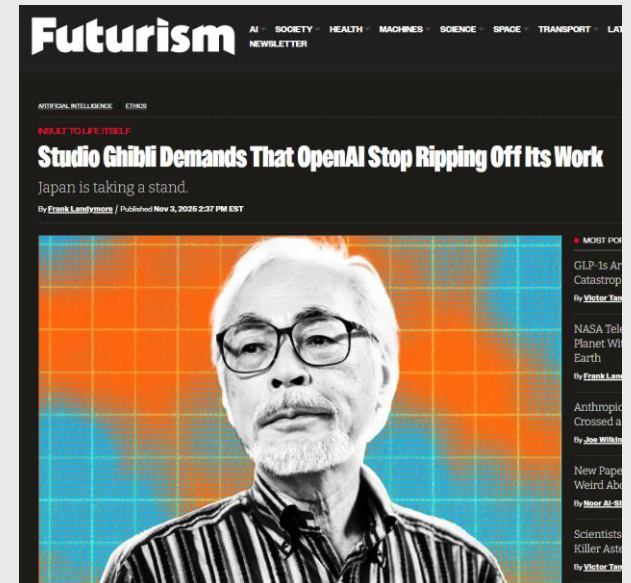 Futurism
AI SOCIETY HEALTH MACHINES SCIENCE SPACE TRANSPORT
NEWSLETTER
ARTIFICIAL INTELLIGENCE ETHICS
INSULT TO LIFE ITSELF
Studio Ghibli Demands That OpenAI Stop Ripping Off Its Work
Japan is taking a stand.
By Frank Landymore / Published Nov 3, 2025 2:37 PM EST
MOST
GLP-1s
By Victor
NASA
Planet
Earth
By Frank
Crossed a
By Joe
New
Weird
By Noor
Scientists
Killer
By Victor